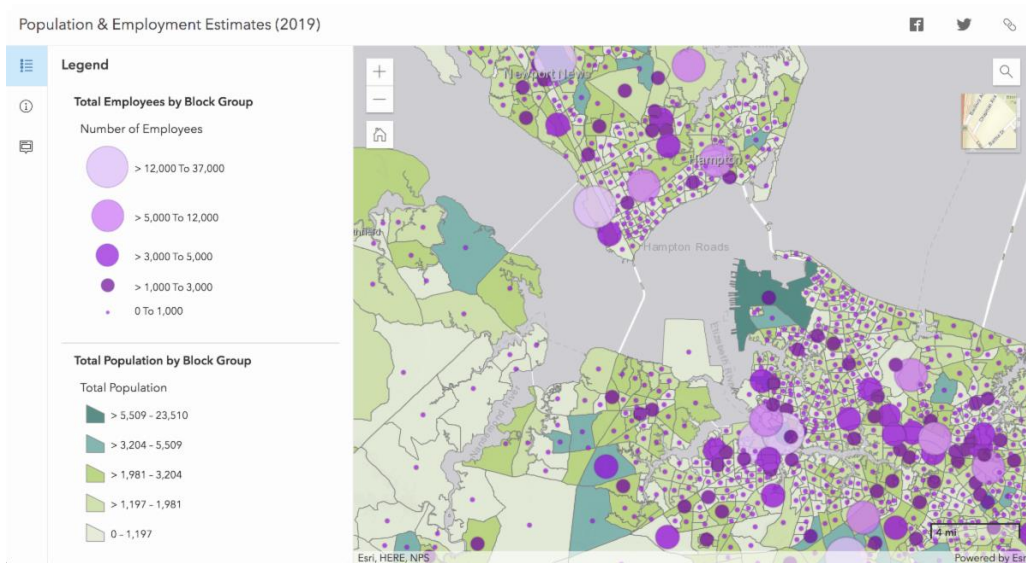 Population & Employment Estimates (2019)
Legend
Total Employees by Block Group
Number of Employees
> 12,000 To 37,000
> 5,000 To 12,000
> 3,000 To 5,000
> 1,000 To 3,000
0 To 1,000
Total Population by Block Group
Total Population
> 5,509 - 23,510
> 3,204 - 5,509
> 1,981 - 3,204
> 1,197 - 1,981
0 - 1,197
Newport News
Hampton
thfield
Hampton Roads
4 mi
Esri, HERE, NPS
Powered by Esri